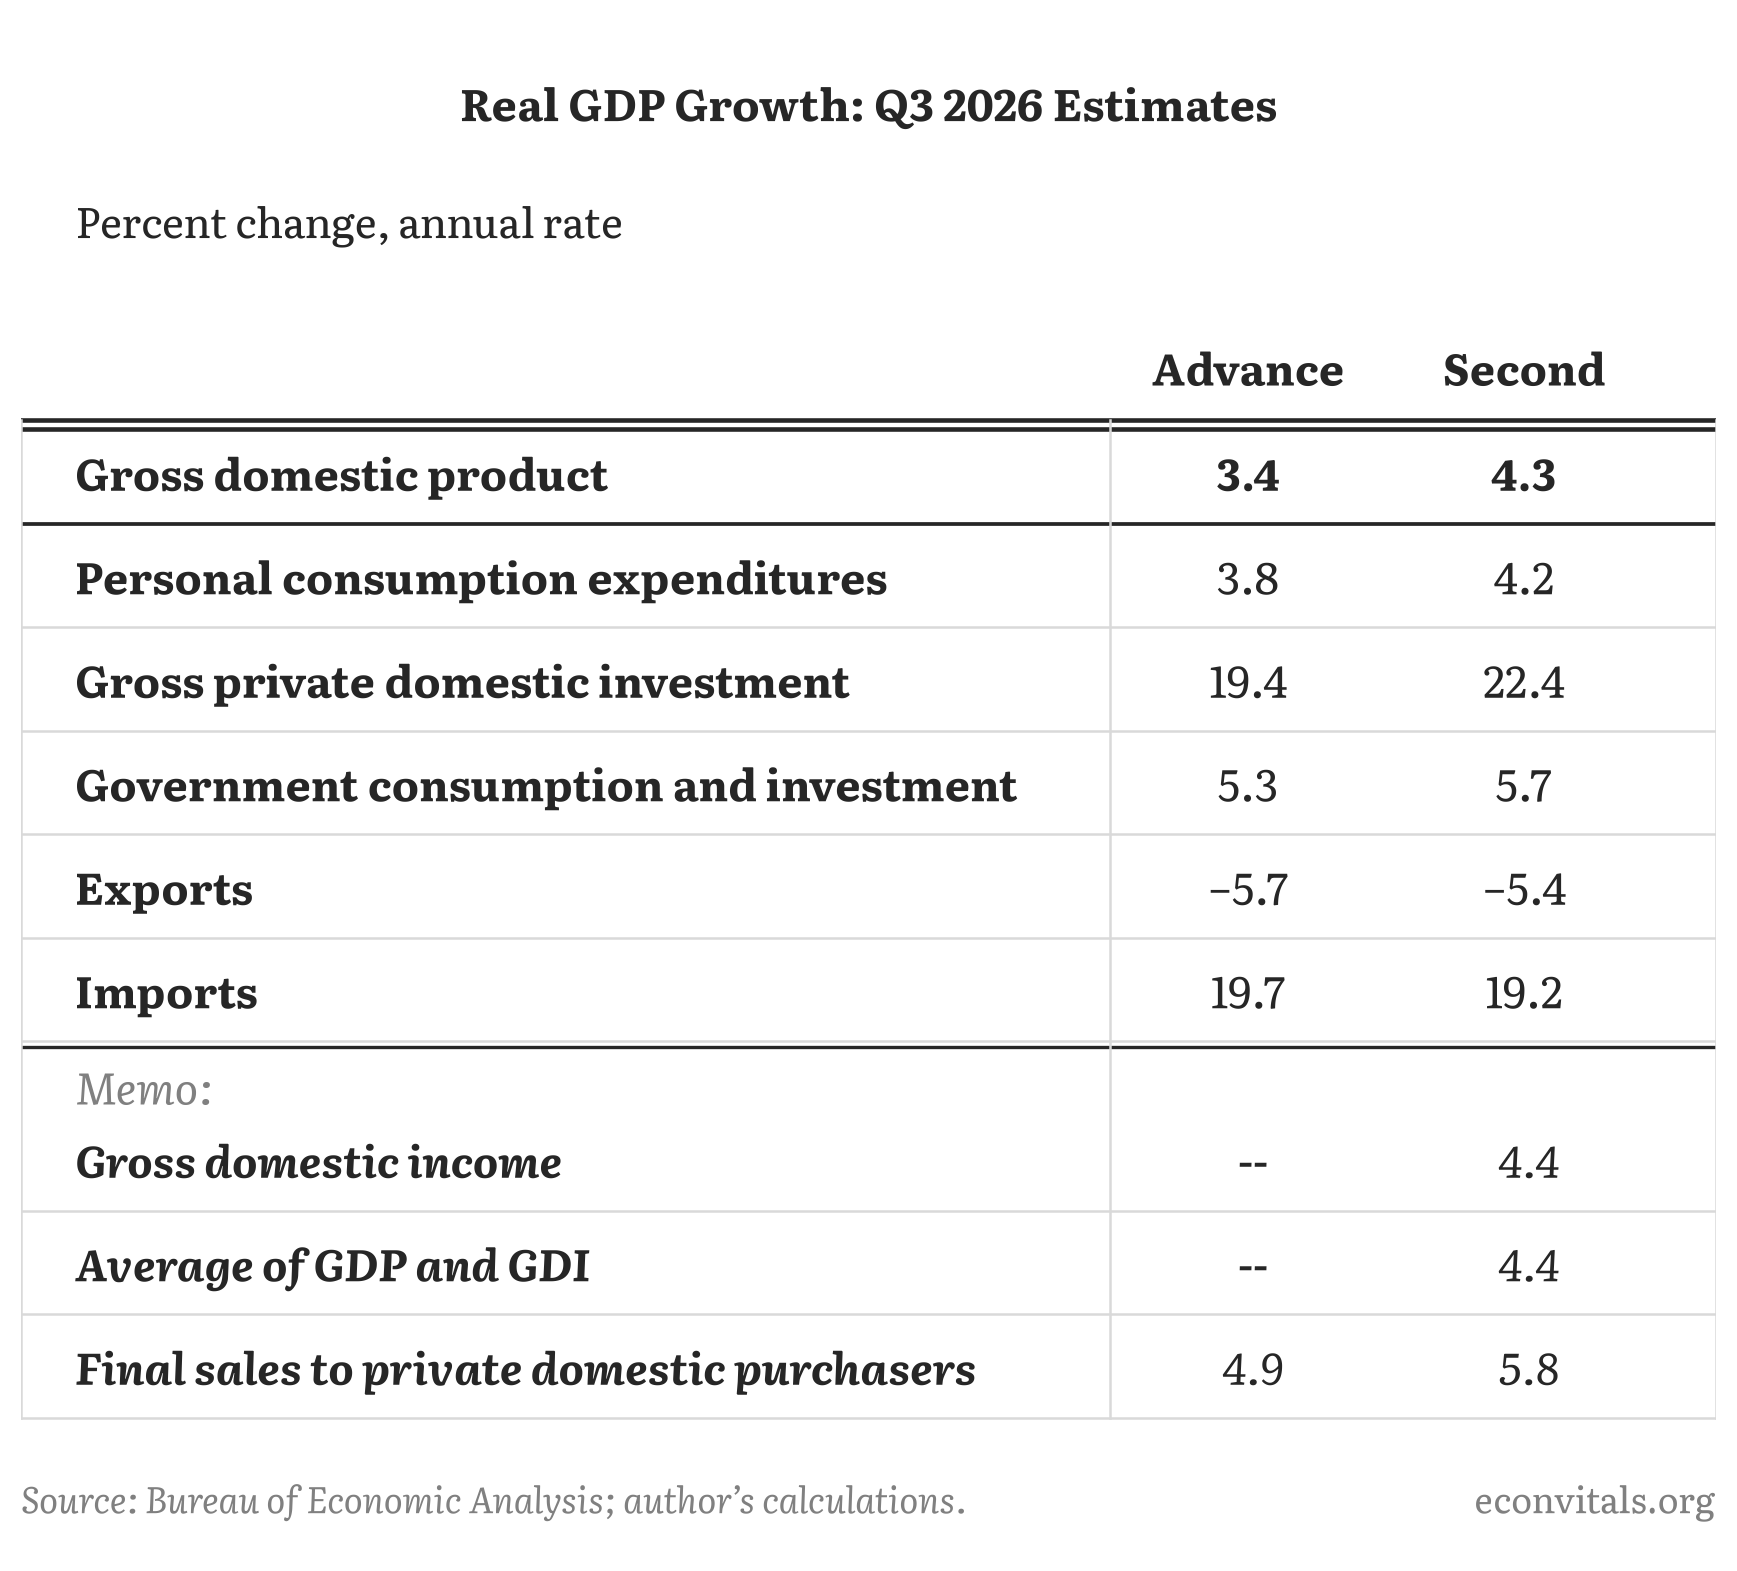 Real GDP Growth: Q3 2026 Estimates
Percent change, annual rate
Advance Second
Gross domestic product 3.4 4.3
Personal consumption expenditures 3.8 4.2
Gross private domestic investment 19.4 22.4
Government consumption and investment 5.3 5.7
Exports −5.7 −5.4
Imports 19.7 19.2
Memo:
Gross domestic income -- 4.4
Average of GDP and GDI -- 4.4
Final sales to private domestic purchasers 4.9 5.8
Source: Bureau of Economic Analysis; author’s calculations. econvitals.org